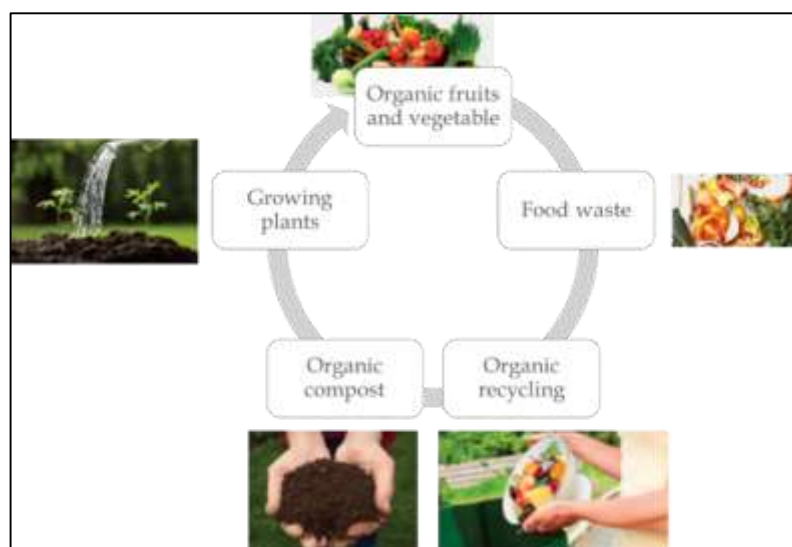 Organic fruits
and vegetable
Food waste
Organic
recycling
Organic
compost
Growing
plants